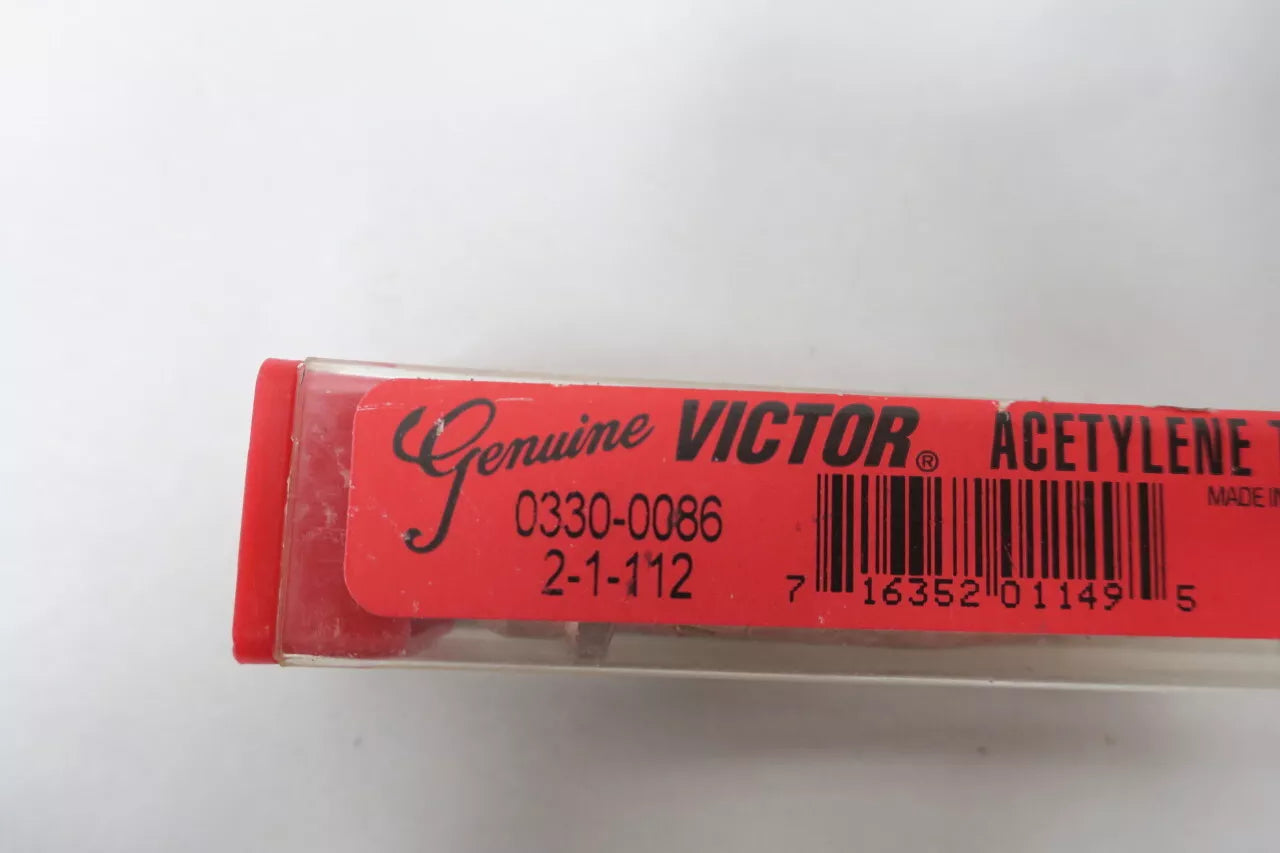 Genuine VICTOR® ACETYLENE T
MADE IN
0330-0086
2-1-112
7 16352 01149 5